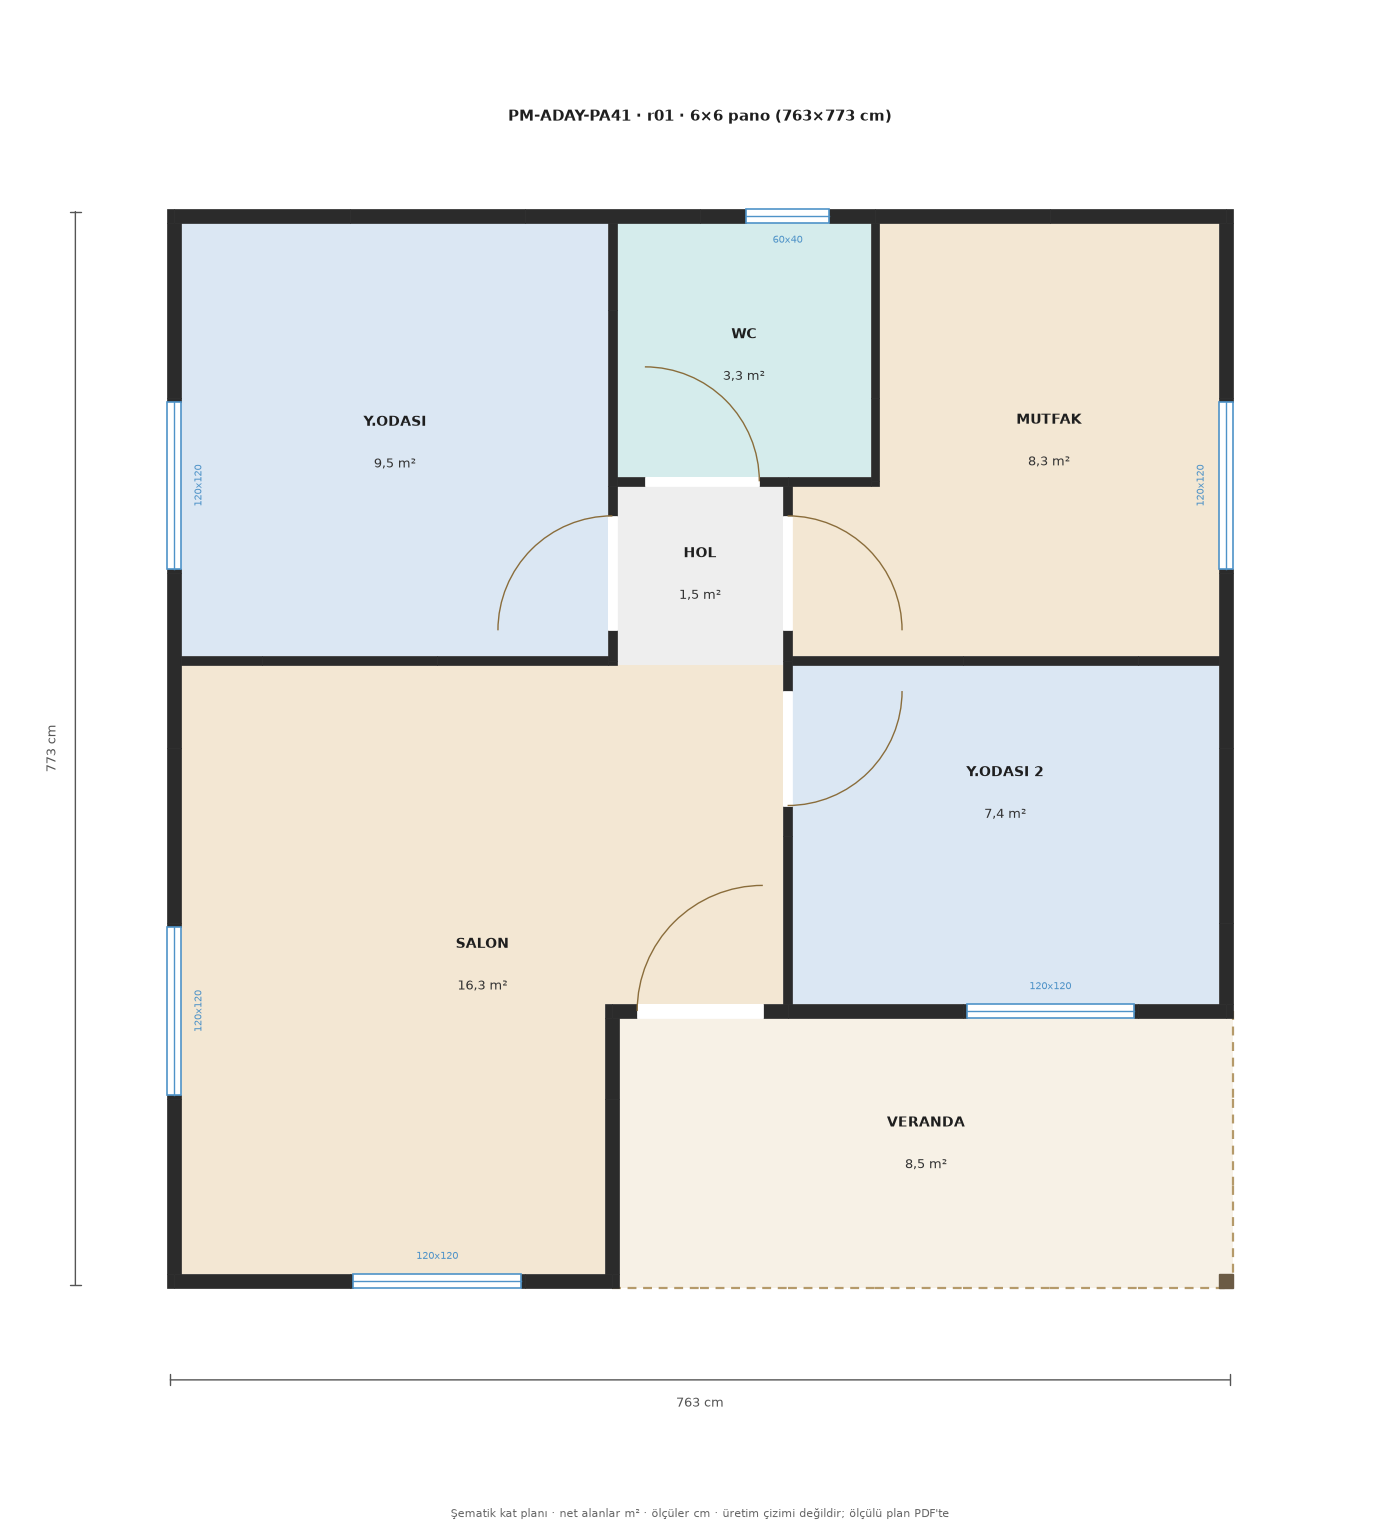 PM-ADAY-PA41 · r01 · 6×6 pano (763×773 cm)
60x40
WC
3,3 m²
Y.ODASI
9,5 m²
MUTFAK
8,3 m²
120x120
120x120
HOL
1,5 m²
773 cm
Y.ODASI 2
7,4 m²
SALON
16,3 m²
120x120
120x120
VERANDA
8,5 m²
120x120
763 cm
Şematik kat planı · net alanlar m² · ölçüler cm · üretim çizimi değildir; ölçülü plan PDF'te